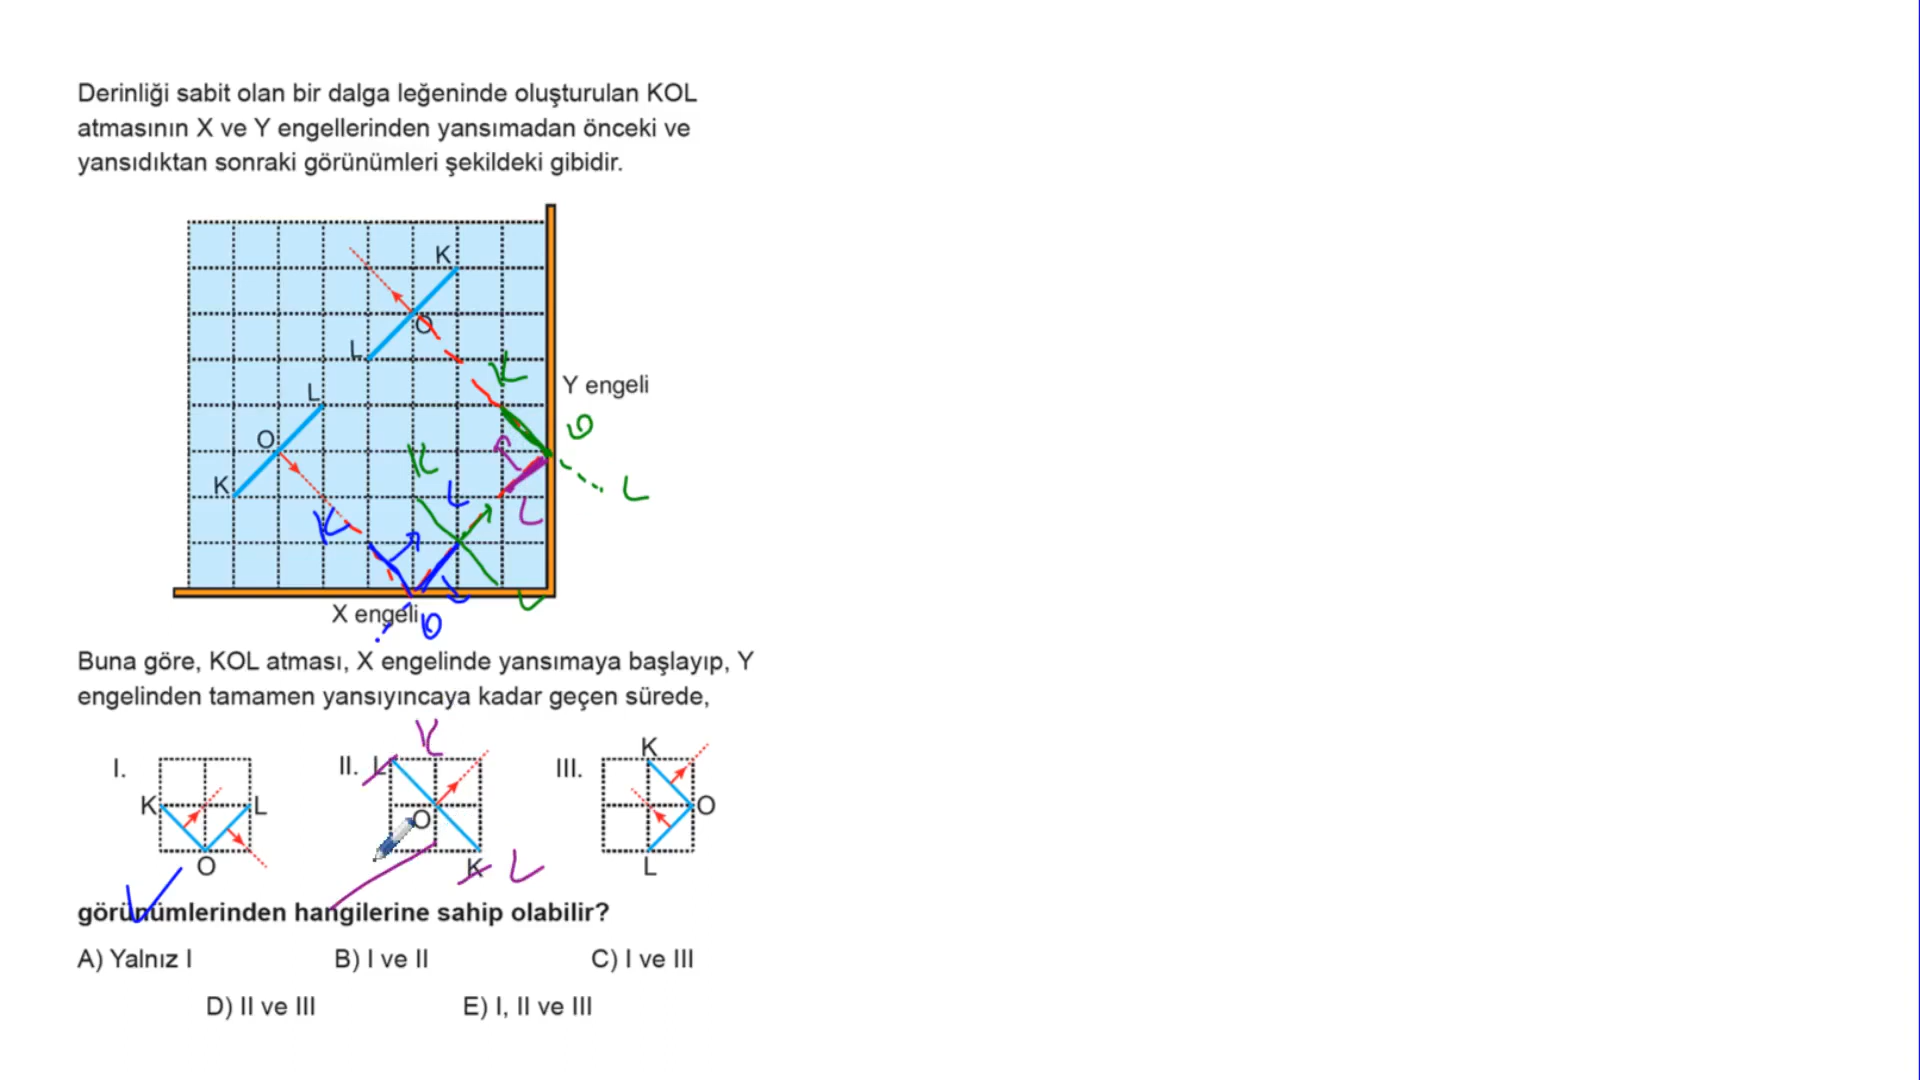 Derinliği sabit olan bir dalga leğeninde oluşturulan KOL
atmasının X ve Y engellerinden yansımadan önceki ve
yansıdıktan sonraki görünümleri şekildeki gibidir.
K
O
L
K
Y engeli
L
O
O
K
L
K
L
K
L
L
X engeli
O
Buna göre, KOL atması, X engelinde yansımaya başlayıp, Y
engelinden tamamen yansıyıncaya kadar geçen sürede,
I.
K
L
O
II.
L
K
O
K
L
III.
K
O
L
görünümlerinden hangilerine sahip olabilir?
A) Yalnız I B) I ve II C) I ve III
D) II ve III E) I, II ve III